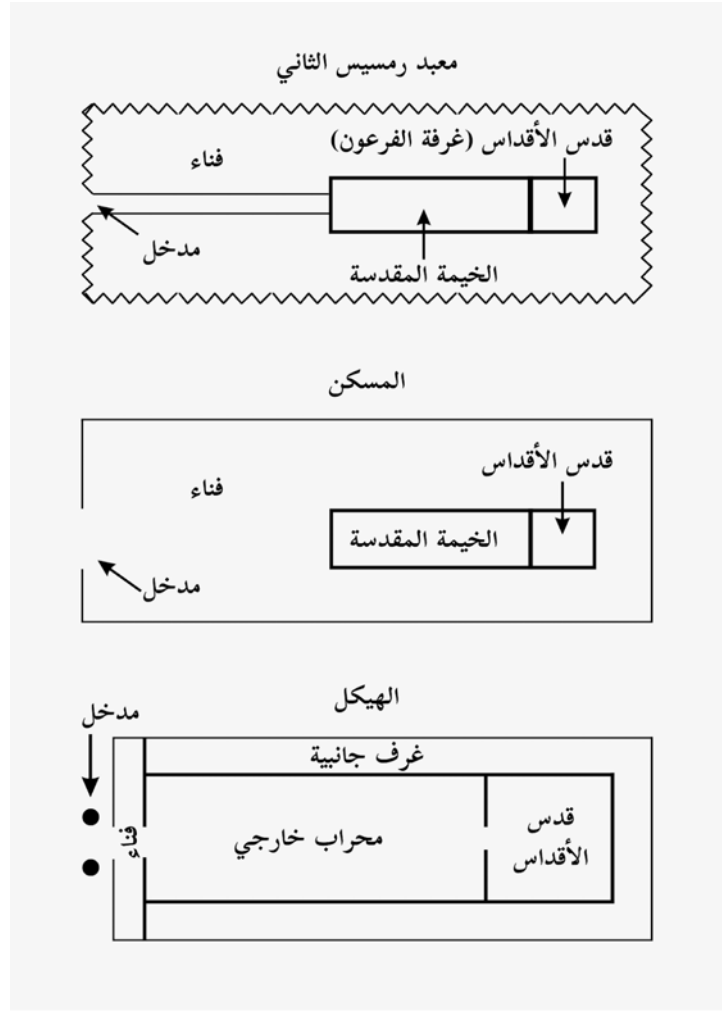 معبد رمسيس الثاني
قدس الأقداس (غرفة الفرعون)
فناء
مدخل
الخيمة المقدسة
المسكن
قدس الأقداس
فناء
الخيمة المقدسة
مدخل
الهيكل
مدخل
غرف جانبية
فناء
محراب خارجي
قدس
الأقداس